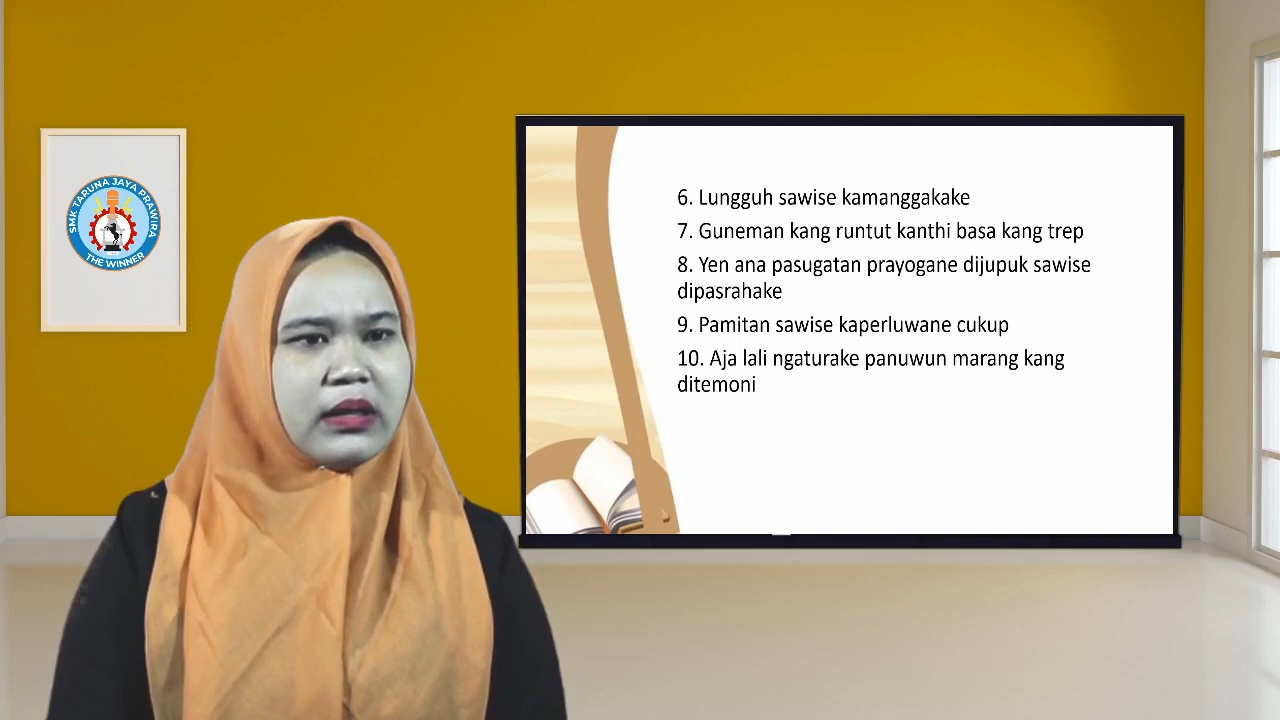 SMK TARUNA JAYA PRAWIRA
THE WINNER
6. Lungguh sawise kamanggakake
7. Guneman kang runtut kanthi basa kang trep
8. Yen ana pasugatan prayogane dijupuk sawise
dipasrahake
9. Pamitan sawise kaperluwane cukup
10. Aja lali ngaturake panuwun marang kang
ditemoni